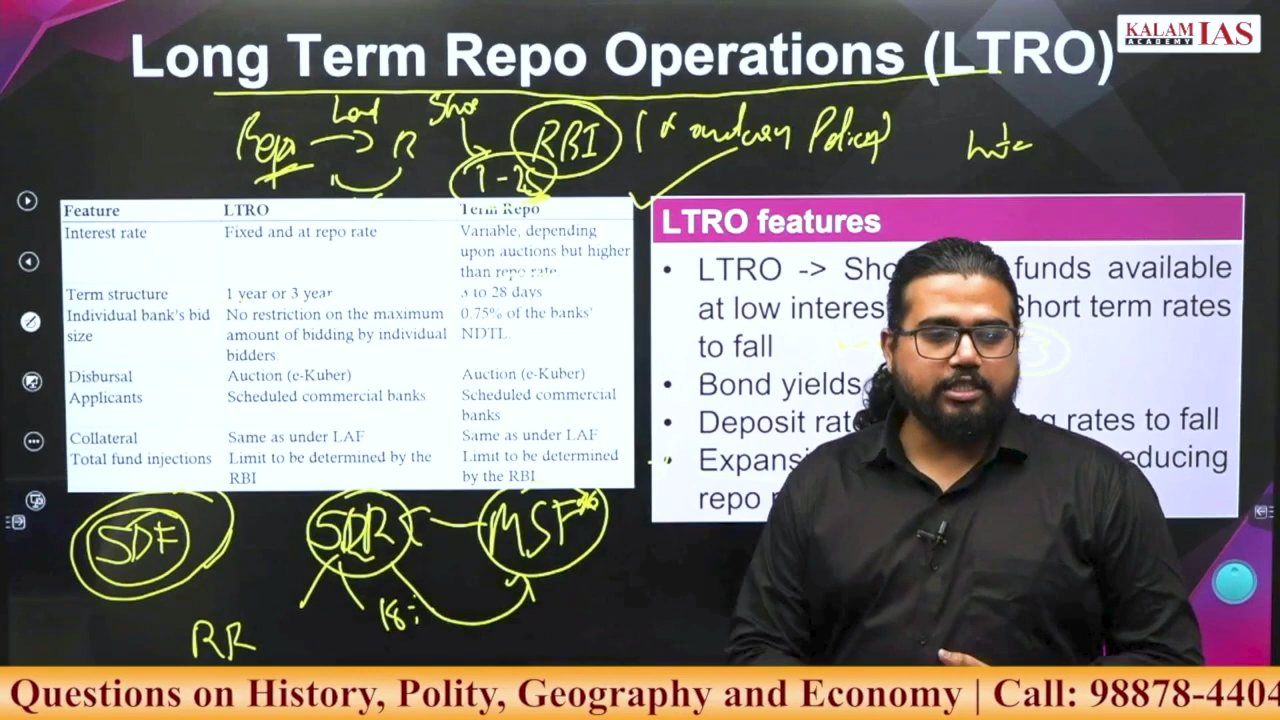 KALAM
ACADEMY IAS
Long Term Repo Operations (LTRO)
Repo → R
RBI
Policy
Feature LTRO Term Repo
Interest rate Fixed and at repo rate Variable, depending
upon auctions but higher
than repo rate
Term structure 1 year or 3 year 3 to 28 days
Individual bank's bid No restriction on the maximum 0.75% of the banks'
size amount of bidding by individual NDTL.
bidders.
Disbursal Auction (e-Kuber) Auction (e-Kuber)
Applicants Scheduled commercial banks Scheduled commercial
banks
Collateral Same as under LAF Same as under LAF
Total fund injections Limit to be determined by the Limit to be determined
RBI by the RBI
LTRO features
• LTRO -> funds available
at low Short term rates
to fall
• Bond yields
• Deposit rates to fall
•
repo
SDF
MSF
RR
Questions on History, Polity, Geography and Economy | Call: 98878-4404